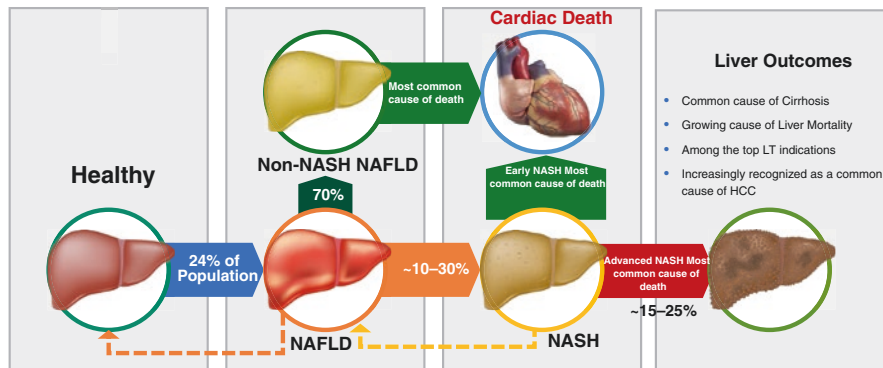 Cardiac Death
Liver Outcomes
Most common
cause of death
• Common cause of Cirrhosis
• Growing cause of Liver Mortality
• Among the top LT indications
• Increasingly recognized as a common
cause of HCC
Healthy
Non-NASH NAFLD
70%
Early NASH Most
common cause of death
24% of
Population
~10–30%
Advanced NASH Most
common cause of
death
~15–25%
NAFLD
NASH